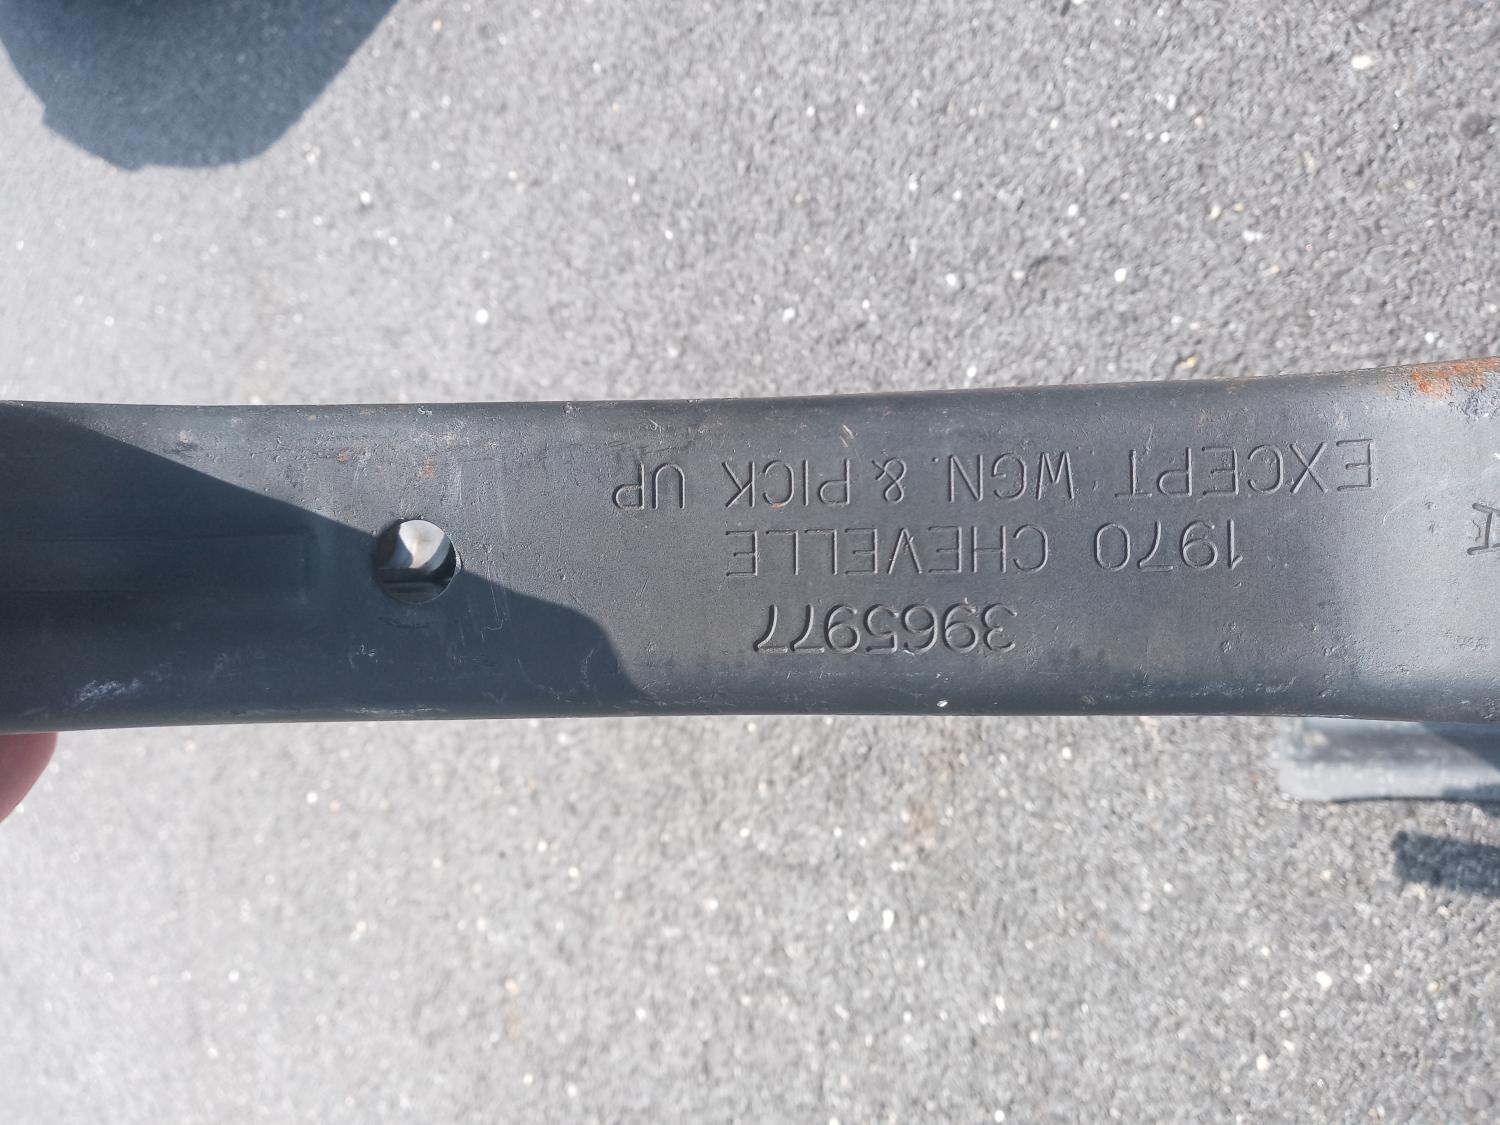 3965977
1970 CHEVELLE
EXCEPT WGN. & PICK UP